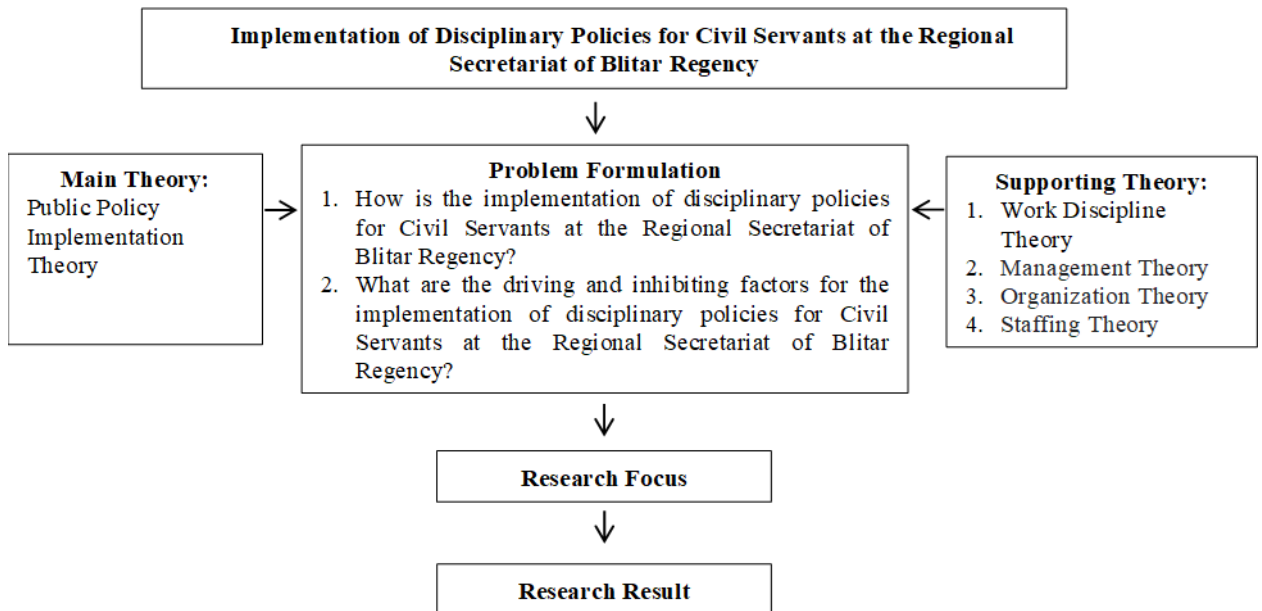 Implementation of Disciplinary Policies for Civil Servants at the Regional
Secretariat of Blitar Regency
Main Theory:
Public Policy
Implementation
Theory
Problem Formulation
1. How is the implementation of disciplinary policies
for Civil Servants at the Regional Secretariat of
Blitar Regency?
2. What are the driving and inhibiting factors for the
implementation of disciplinary policies for Civil
Servants at the Regional Secretariat of Blitar
Regency?
Supporting Theory:
1. Work Discipline
Theory
2. Management Theory
3. Organization Theory
4. Staffing Theory
Research Focus
Research Result